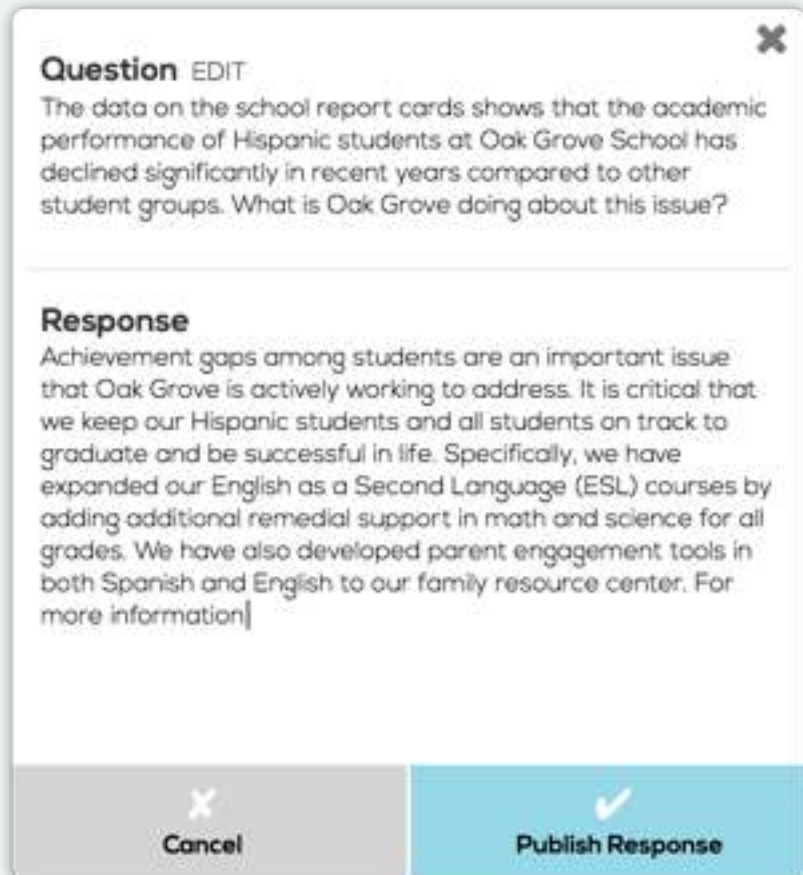 Question EDIT
The data on the school report cards shows that the academic
performance of Hispanic students at Oak Grove School has
declined significantly in recent years compared to other
student groups. What is Oak Grove doing about this issue?
Response
Achievement gaps among students are an important issue
that Oak Grove is actively working to address. It is critical that
we keep our Hispanic students and all students on track to
graduate and be successful in life. Specifically, we have
expanded our English as a Second Language (ESL) courses by
adding additional remedial support in math and science for all
grades. We have also developed parent engagement tools in
both Spanish and English to our family resource center. For
more information
Cancel
Publish Response